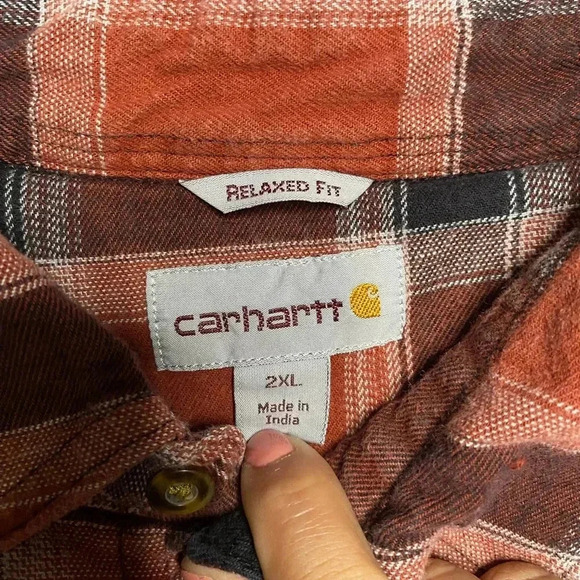 RELAXED FIT
carhartt
2XL
Made in
India